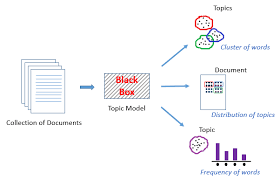 Topics
Cluster of words
Black
Box
Topic Model
Collection of Documents
Document
Distribution of topics
Topic
Frequency of words